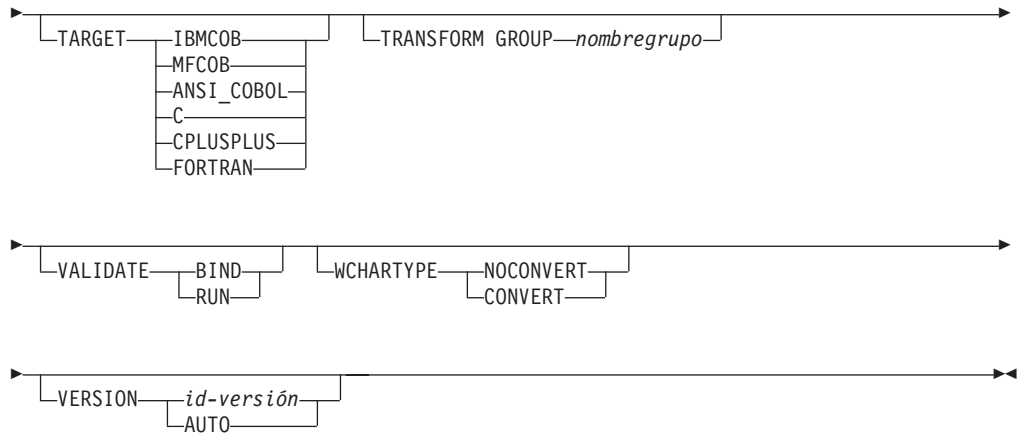 TARGET IBMCOB TRANSFORM GROUP nombregrupo
MFCOB
ANSI_COBOL
C
CPLUSPLUS
FORTRAN
VALIDATE BIND WCHARTYPE NOCONVERT
RUN CONVERT
VERSION id-versión
AUTO